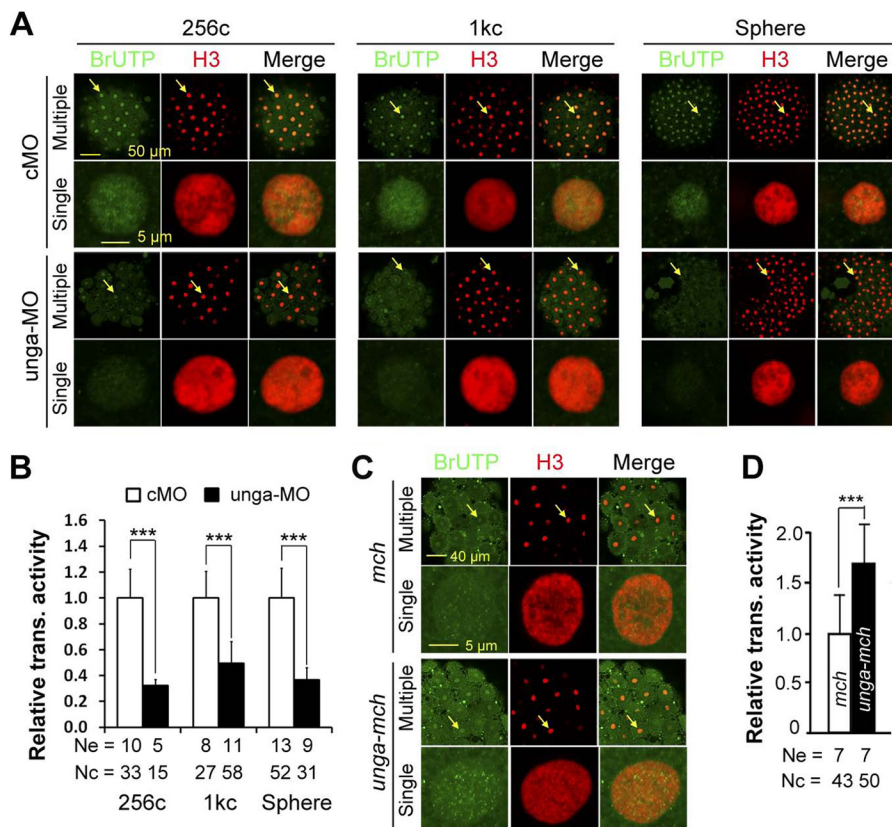 A
256c 1kc Sphere
BrUTP H3 Merge BrUTP H3 Merge BrUTP H3 Merge
cMO
Multiple
50 µm
Single
5 µm
unga-MO
Multiple
Single
B
cMO unga-MO
Relative trans. activity
1.6
1.4
1.2
1.0
0.8
0.6
0.4
0.2
0.0
*** *** ***
Ne = 10 5 8 11 13 9
Nc = 33 15 27 58 52 31
256c 1kc Sphere
C
BrUTP H3 Merge
mch
Multiple
40 µm
Single
5 µm
unga-mch
Multiple
Single
D
***
Relative trans. activity
2.0
1.5
1.0
0.5
0
mch
unga-mch
Ne = 7 7
Nc = 43 50